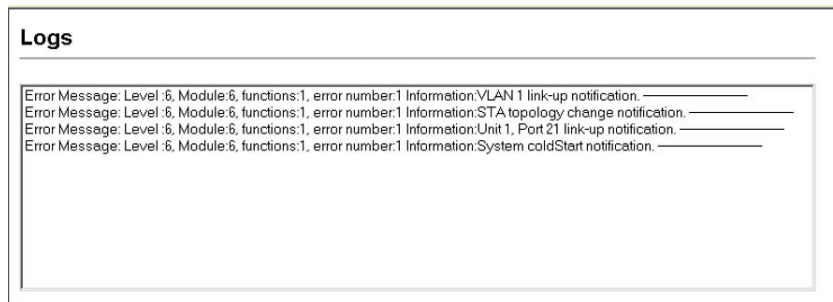 Logs
Error Message: Level :6, Module:6, functions:1, error number:1 Information:VLAN 1 link-up notification.
Error Message: Level :6, Module:6, functions:1, error number:1 Information:STA topology change notification.
Error Message: Level :6, Module:6, functions:1, error number:1 Information:Unit 1, Port 21 link-up notification.
Error Message: Level :6, Module:6, functions:1, error number:1 Information:System coldStart notification.